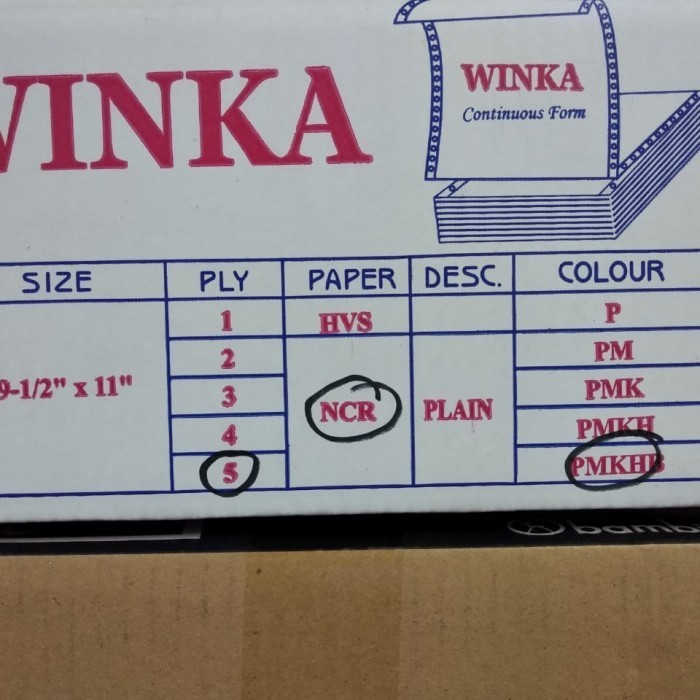 WINKA
Continuous Form
WINKA
SIZE PLY PAPER DESC. COLOUR
1 HVS P
2 PM
9-1/2" x 11" 3 NCR PLAIN PMK
4 PMKH
5 PMKHB